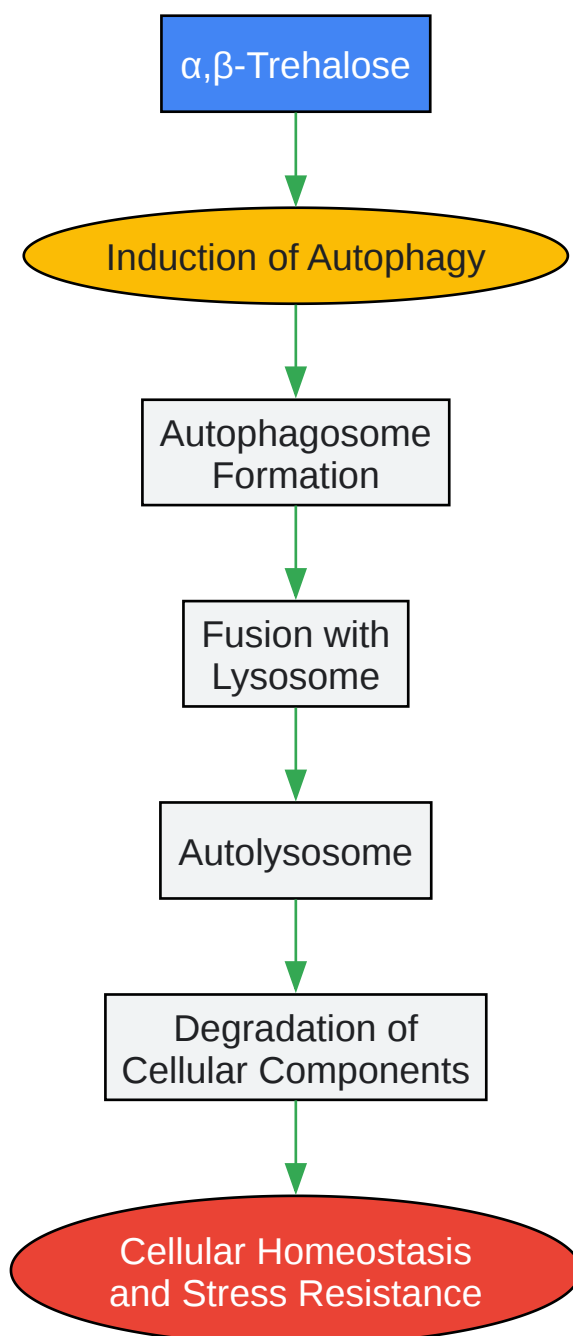 α,β-Trehalose
Induction of Autophagy
Autophagosome
Formation
Fusion with
Lysosome
Autolysosome
Degradation of
Cellular Components
Cellular Homeostasis
and Stress Resistance